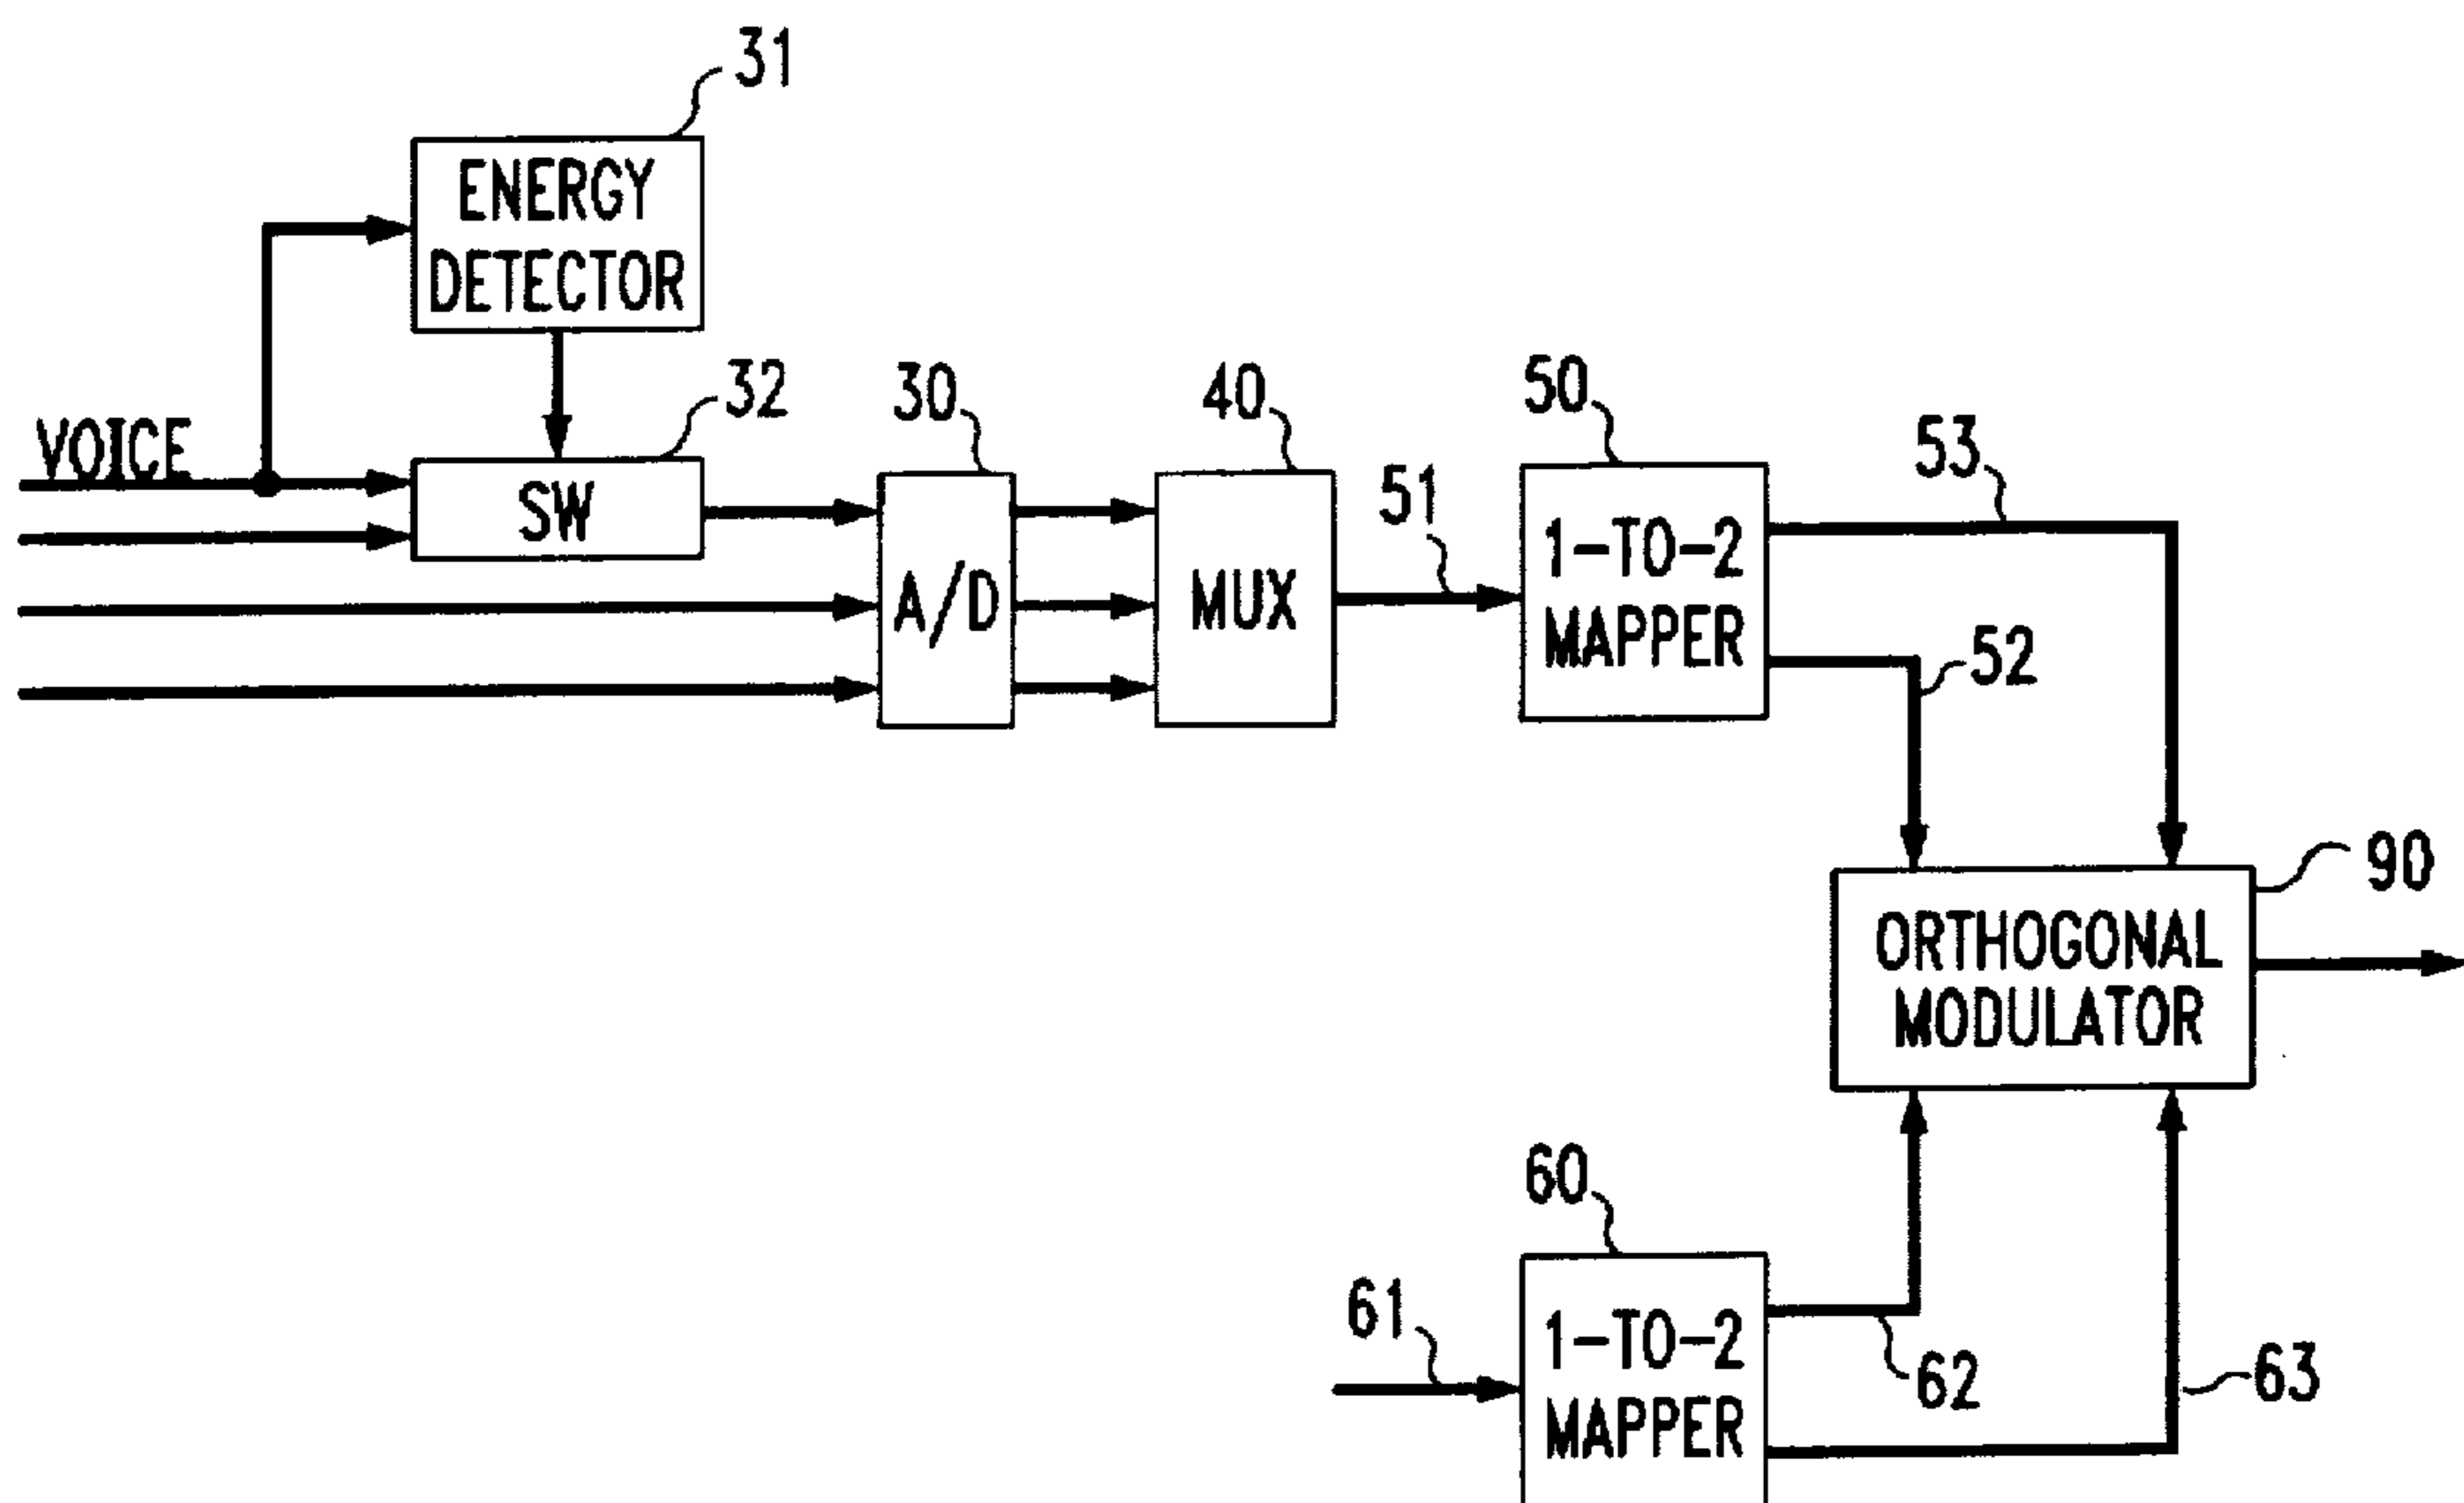 31
ENERGY
DETECTOR
32
30
40
50
53
VOICE
SW
51
A/D
MUX
1-TO-2
MAPPER
52
90
ORTHOGONAL
MODULATOR
60
61
1-TO-2
MAPPER
62
63